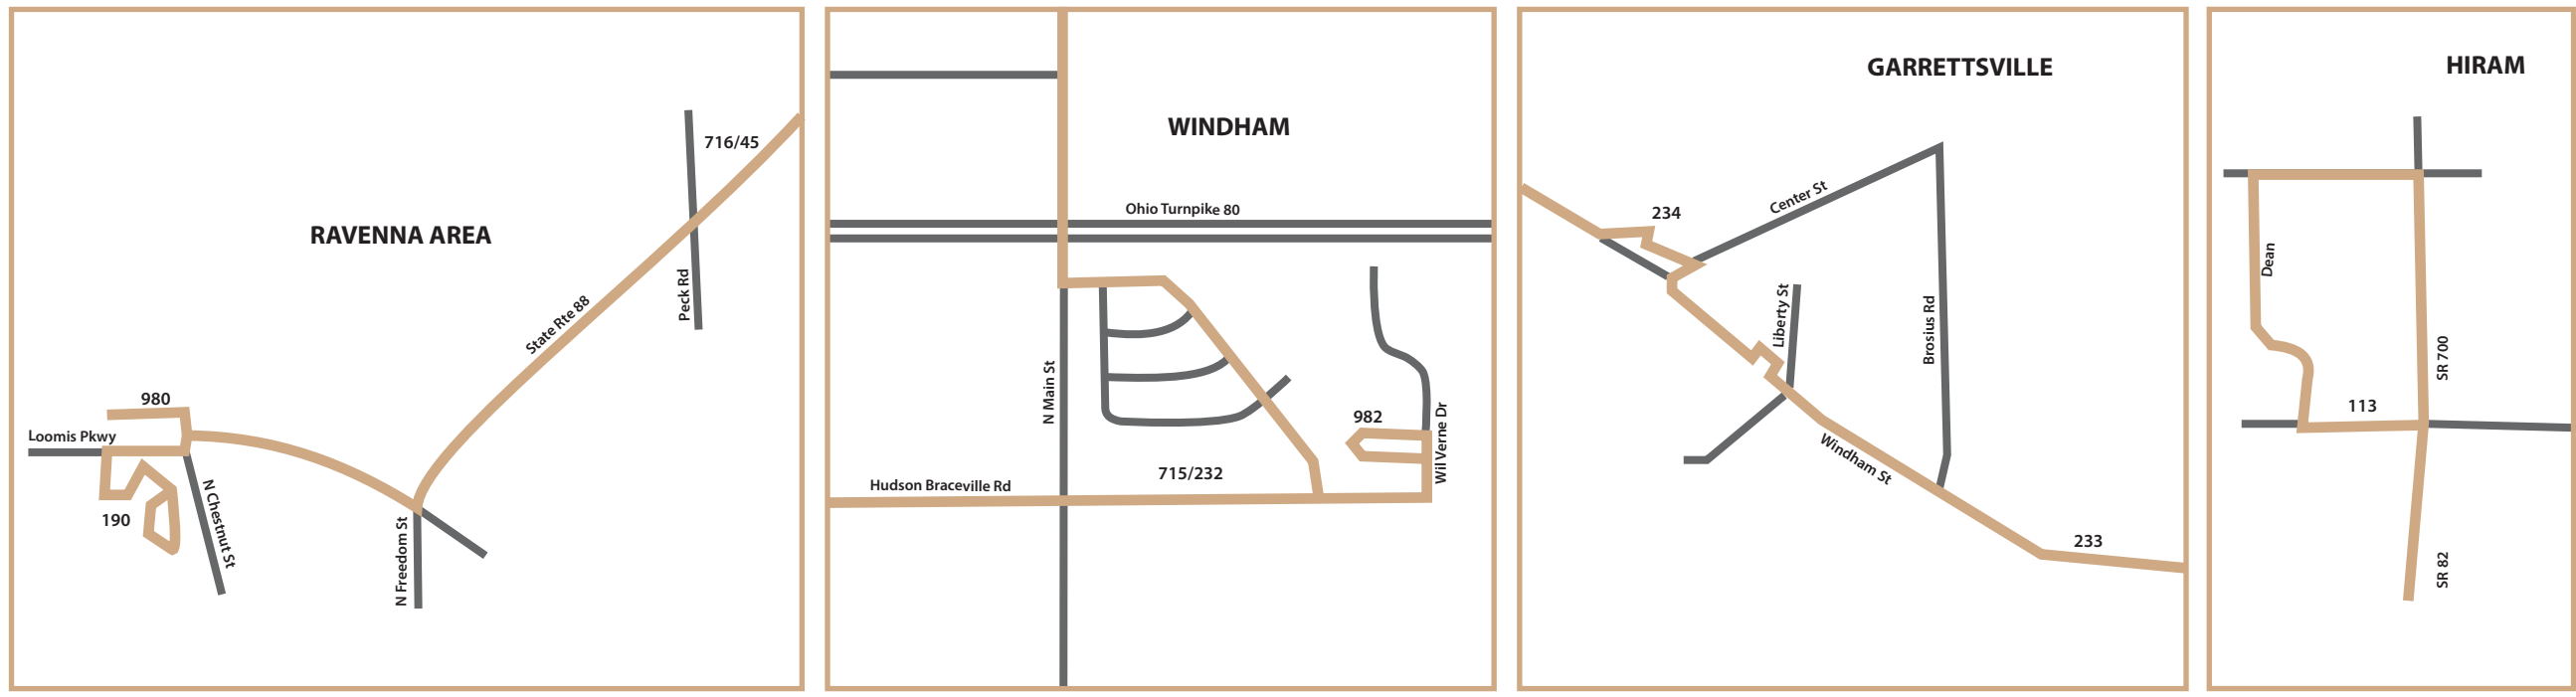 RAVENNA AREA
716/45
Peck Rd
State Rte 88
980
Loomis Pkwy
190
N Chestnut St
N Freedom St
WINDHAM
Ohio Turnpike 80
N Main St
982
Wil Verne Dr
715/232
Hudson Braceville Rd
GARRETTSVILLE
234
Center St
Liberty St
Brosius Rd
Windham St
233
HIRAM
Dean
SR 700
113
SR 82